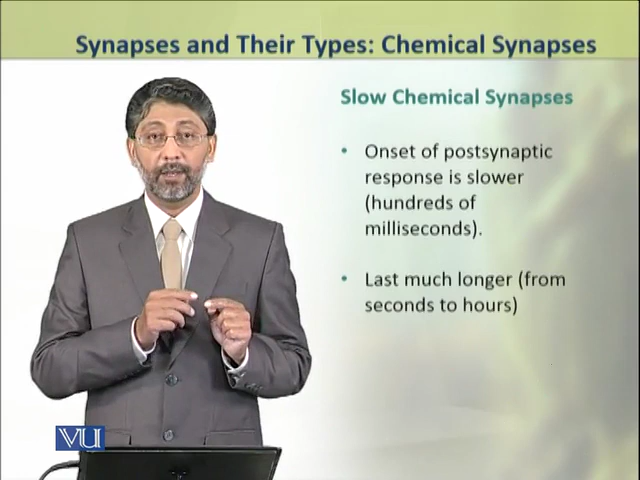 Synapses and Their Types: Chemical Synapses
Slow Chemical Synapses
• Onset of postsynaptic
response is slower
(hundreds of
milliseconds).
• Last much longer (from
seconds to hours)
VU